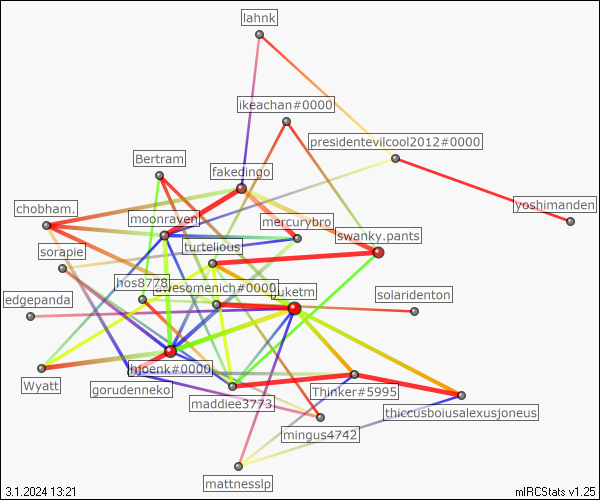 lahnk
ikeachan#0000
presidentevilcool2012#0000
Bertram
fakedingo
yoshimanden
chobham.
moonraven
mercurybro
swanky.pants
sorapie
turtelious
hos8778
awesomenich#0000
edgepanda
solaridenton
hjoenk#0000
Wyatt
gorudenneko
maddiee3773
Thinker#5995
thiccusboiusalexusjoneus
mingus4742
mattnesslp
3.1.2024 13:21
mIRCStats v1.25